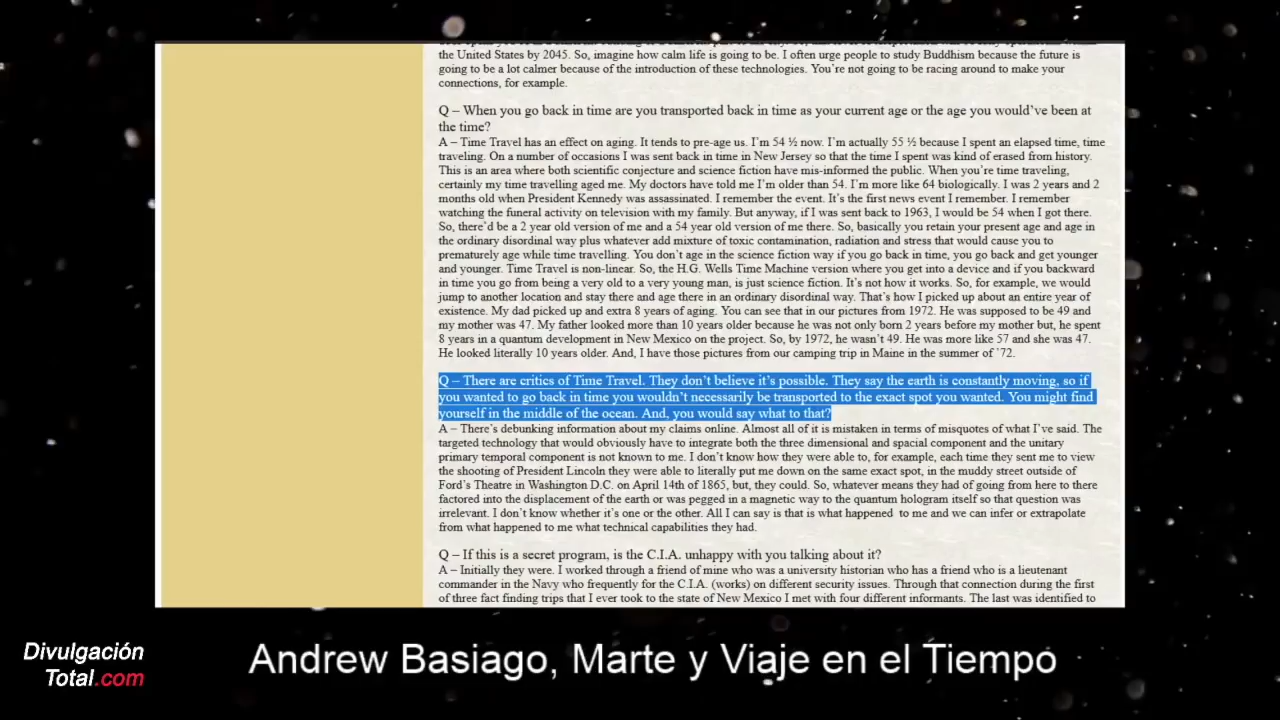 the United States by 2045. So, imagine how calm life is going to be. I often urge people to study Buddhism because the future is
going to be a lot calmer because of the introduction of these technologies. You're not going to be racing around to make your
connections, for example.
Q – When you go back in time are you transported back in time as your current age or the age you would've been at
the time?
A – Time Travel has an effect on aging. It tends to pre-age us. I'm 54 ½ now. I'm actually 55 ½ because I spent an elapsed time, time
traveling. On a number of occasions I was sent back in time in New Jersey so that the time I spent was kind of erased from history.
This is an area where both scientific conjecture and science fiction have mis-informed the public. When you're time traveling,
certainly my time travelling aged me. My doctors have told me I'm older than 54. I'm more like 64 biologically. I was 2 years and 2
months old when President Kennedy was assassinated. I remember the event. It's the first news event I remember. I remember
watching the funeral activity on television with my family. But anyway, if I was sent back to 1963, I would be 54 when I got there.
So, there'd be a 2 year old version of me and a 54 year old version of me there. So, basically you retain your present age and age in
the ordinary disordinal way plus whatever add mixture of toxic contamination, radiation and stress that would cause you to
prematurely age while time travelling. You don't age in the science fiction way if you go back in time, you go back and get younger
and younger. Time Travel is non-linear. So, the H.G. Wells Time Machine version where you get into a device and if you backward
in time you go from being a very old to a very young man, is just science fiction. It's not how it works. So, for example, we would
jump to another location and stay there and age there in an ordinary disordinal way. That's how I picked up about an entire year of
existence. My dad picked up and extra 8 years of aging. You can see that in our pictures from 1972. He was supposed to be 49 and
my mother was 47. My father looked more than 10 years older because he was not only born 2 years before my mother but, he spent
8 years in a quantum development in New Mexico on the project. So, by 1972, he wasn't 49. He was more like 57 and she was 47.
He looked literally 10 years older. And, I have those pictures from our camping trip in Maine in the summer of '72.
Q – There are critics of Time Travel. They don't believe it's possible. They say the earth is constantly moving, so if
you wanted to go back in time you wouldn't necessarily be transported to the exact spot you wanted. You might find
yourself in the middle of the ocean. And, you would say what to that?
A – There's debunking information about my claims online. Almost all of it is mistaken in terms of misquotes of what I've said. The
targeted technology that would obviously have to integrate both the three dimensional and spacial component and the unitary
primary temporal component is not known to me. I don't know how they were able to, for example, each time they sent me to view
the shooting of President Lincoln they were able to literally put me down on the same exact spot, in the muddy street outside of
Ford's Theatre in Washington D.C. on April 14th of 1865, but, they could. So, whatever means they had of going from here to there
factored into the displacement of the earth or was pegged in a magnetic way to the quantum hologram itself so that question was
irrelevant. I don't know whether it's one or the other. All I can say is that is what happened to me and we can infer or extrapolate
from what happened to me what technical capabilities they had.
Q – If this is a secret program, is the C.I.A. unhappy with you talking about it?
A – Initially they were. I worked through a friend of mine who was a university historian who has a friend who is a lieutenant
commander in the Navy who frequently for the C.I.A. (works) on different security issues. Through that connection during the first
of three fact finding trips that I ever took to the state of New Mexico I met with four different informants. The last was identified to
Divulgación
Total.com
Andrew Basiago, Marte y Viaje en el Tiempo